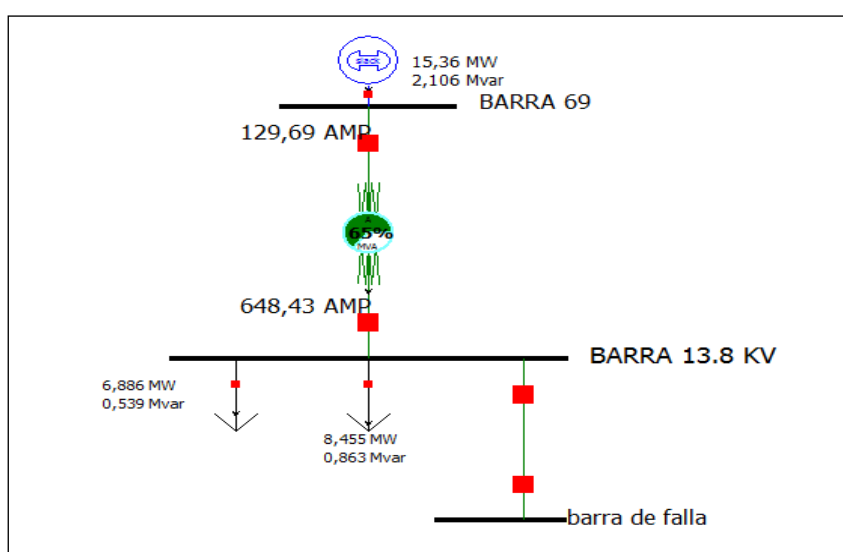 slack
15,36 MW
2,106 Mvar
BARRA 69
129,69 AMP
A
65%
MVA
648,43 AMP
BARRA 13.8 KV
6,886 MW
0,539 Mvar
8,455 MW
0,863 Mvar
barra de falla